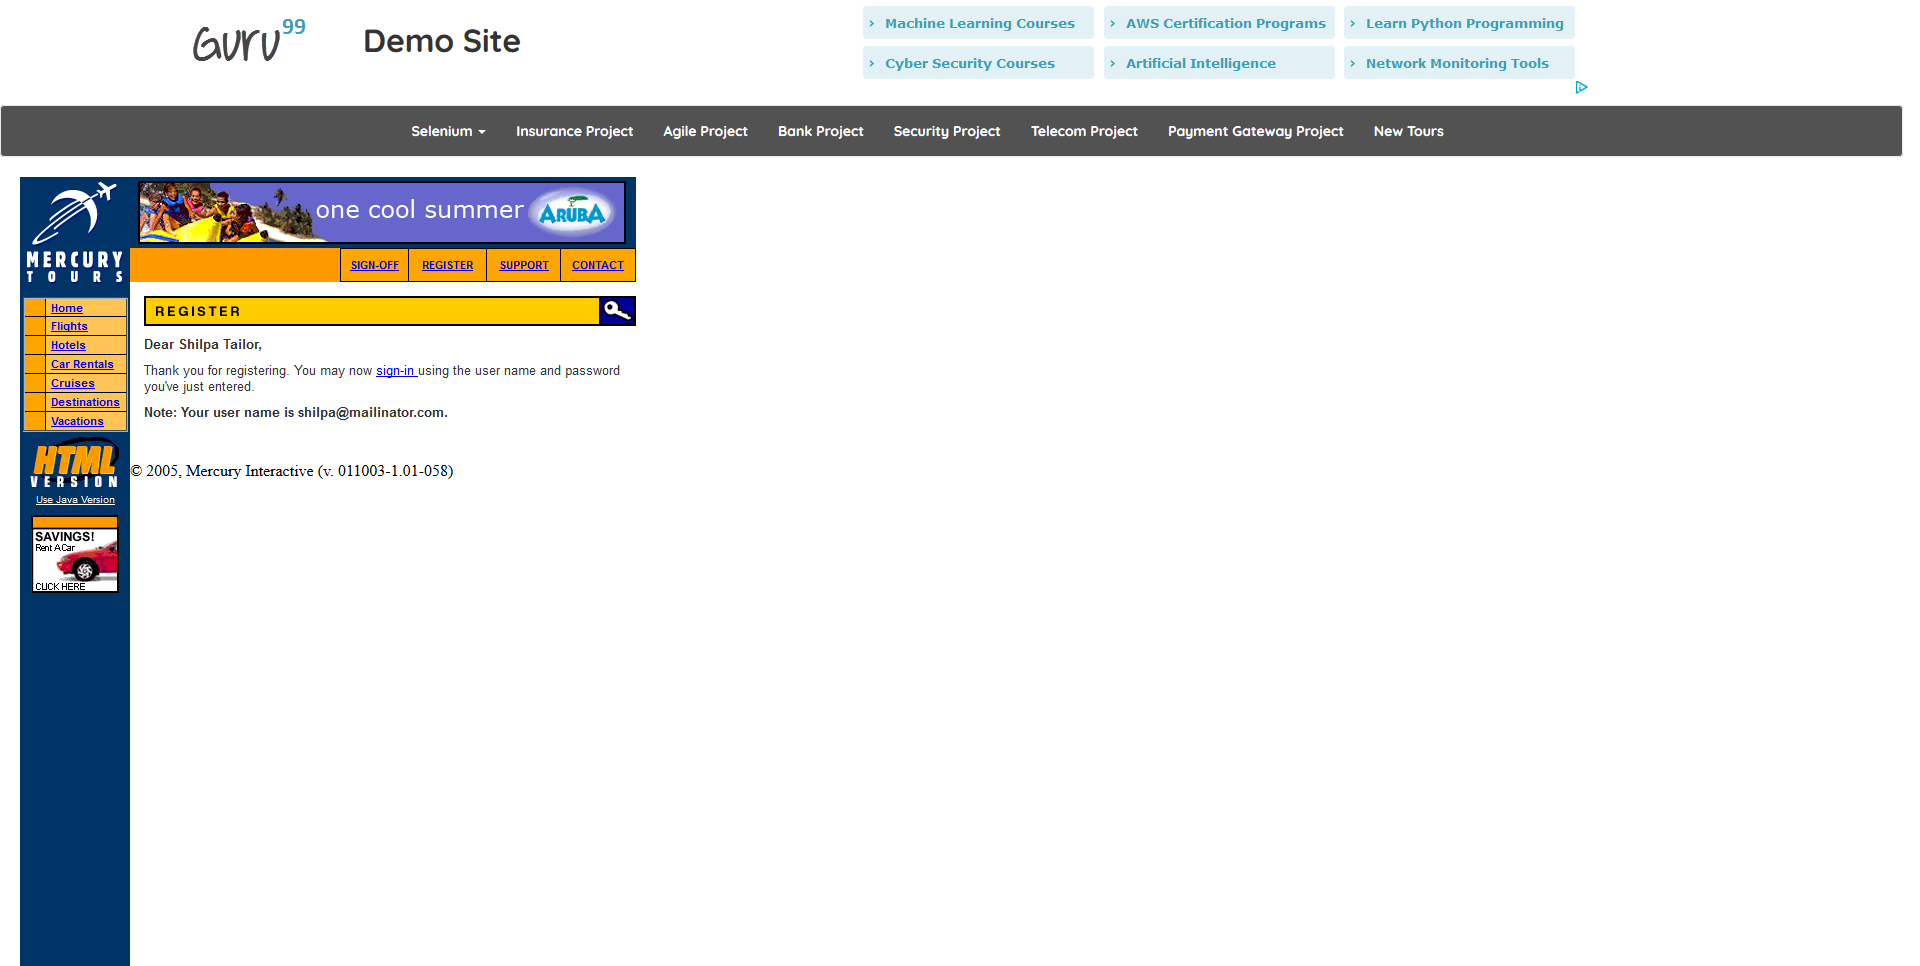 Guru99
Demo Site
› Machine Learning Courses
› AWS Certification Programs
› Learn Python Programming
› Cyber Security Courses
› Artificial Intelligence
› Network Monitoring Tools
Selenium
Insurance Project
Agile Project
Bank Project
Security Project
Telecom Project
Payment Gateway Project
New Tours
MERCURY
TOURS
one cool summer
ARUBA
SIGN-OFF
REGISTER
SUPPORT
CONTACT
Home
Flights
Hotels
Car Rentals
Cruises
Destinations
Vacations
HTML
VERSION
Use Java Version
SAVINGS!
Rent A Car
CLICK HERE
REGISTER
Dear Shilpa Tailor,
Thank you for registering. You may now sign-in using the user name and password
you've just entered.
Note: Your user name is shilpa@mailinator.com.
© 2005, Mercury Interactive (v. 011003-1.01-058)